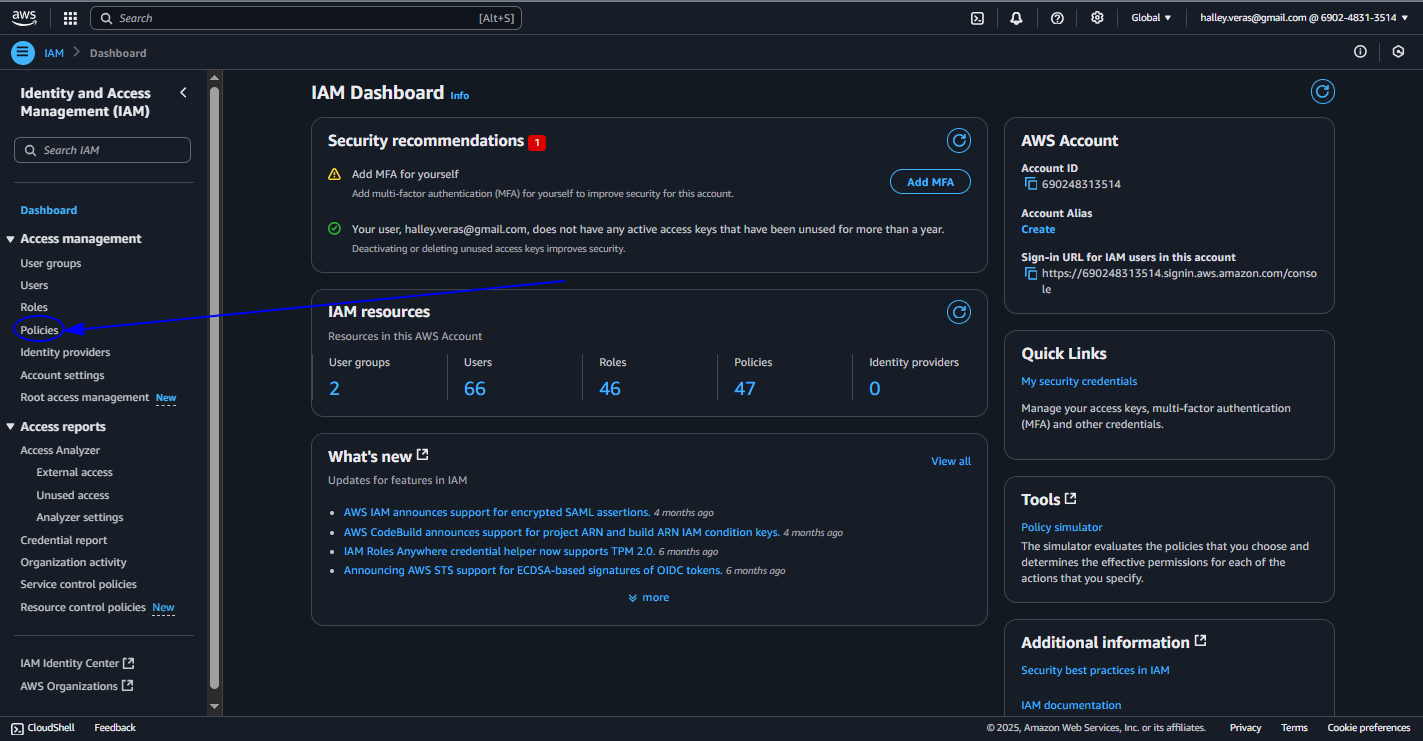 aws
Search [Alt+S]
Global
halley.veras@gmail.com @ 6902-4831-3514
IAM
Dashboard
Identity and Access
Management (IAM)
Search IAM
Dashboard
Access management
User groups
Users
Roles
Policies
Identity providers
Account settings
Root access management New
Access reports
Access Analyzer
External access
Unused access
Analyzer settings
Credential report
Organization activity
Service control policies
Resource control policies New
IAM Identity Center
AWS Organizations
IAM Dashboard Info
Security recommendations 1
Add MFA for yourself
Add multi-factor authentication (MFA) for yourself to improve security for this account.
Add MFA
Your user, halley.veras@gmail.com, does not have any active access keys that have been unused for more than a year.
Deactivating or deleting unused access keys improves security.
IAM resources
Resources in this AWS Account
User groups
2
Users
66
Roles
46
Policies
47
Identity providers
0
What's new
View all
Updates for features in IAM
AWS IAM announces support for encrypted SAML assertions. 4 months ago
AWS CodeBuild announces support for project ARN and build ARN IAM condition keys. 4 months ago
IAM Roles Anywhere credential helper now supports TPM 2.0. 6 months ago
Announcing AWS STS support for ECDSA-based signatures of OIDC tokens. 6 months ago
more
AWS Account
Account ID
690248313514
Account Alias
Create
Sign-in URL for IAM users in this account
https://690248313514.signin.aws.amazon.com/conso
le
Quick Links
My security credentials
Manage your access keys, multi-factor authentication
(MFA) and other credentials.
Tools
Policy simulator
The simulator evaluates the policies that you choose and
determines the effective permissions for each of the
actions that you specify.
Additional information
Security best practices in IAM
IAM documentation
CloudShell
Feedback
© 2025, Amazon Web Services, Inc. or its affiliates.
Privacy
Terms
Cookie preferences